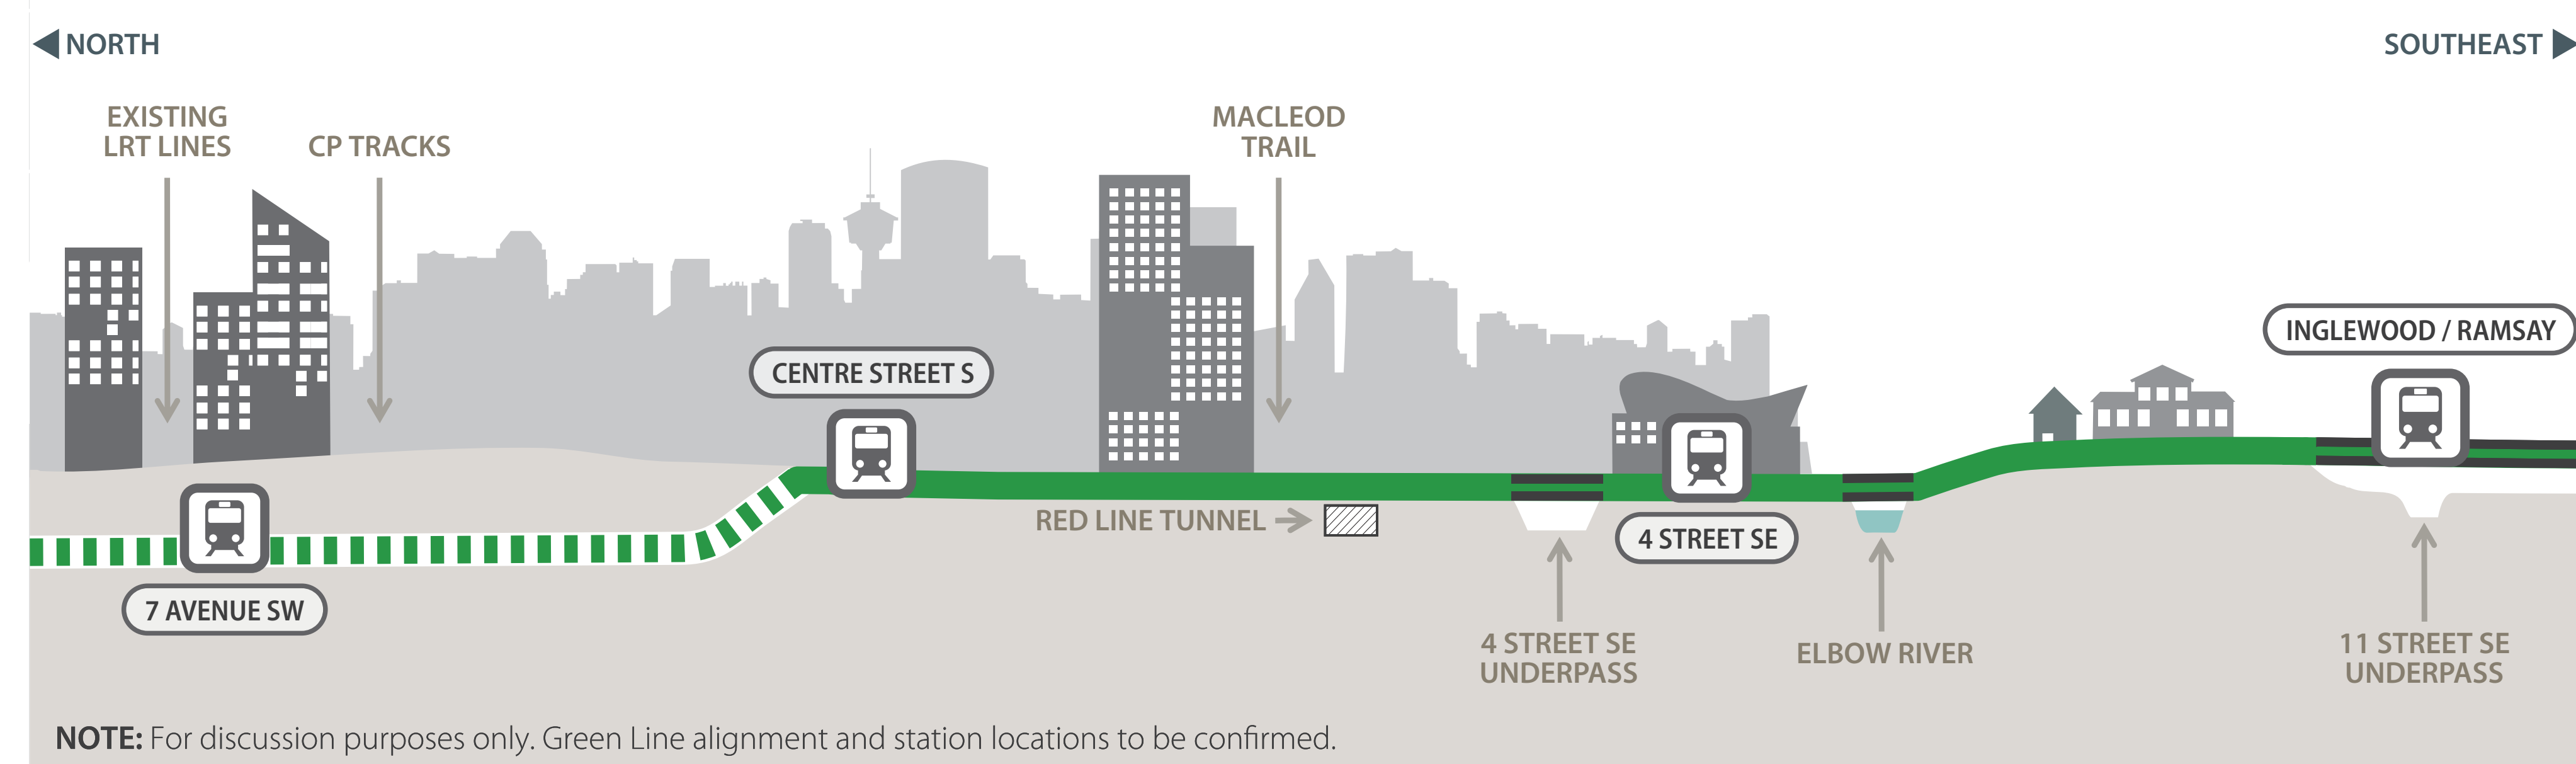 NORTH
SOUTHEAST
EXISTING
LRT LINES
CP TRACKS
MACLEOD
TRAIL
INGLEWOOD / RAMSAY
CENTRE STREET S
RED LINE TUNNEL
4 STREET SE
7 AVENUE SW
4 STREET SE
UNDERPASS
ELBOW RIVER
11 STREET SE
UNDERPASS
NOTE: For discussion purposes only. Green Line alignment and station locations to be confirmed.